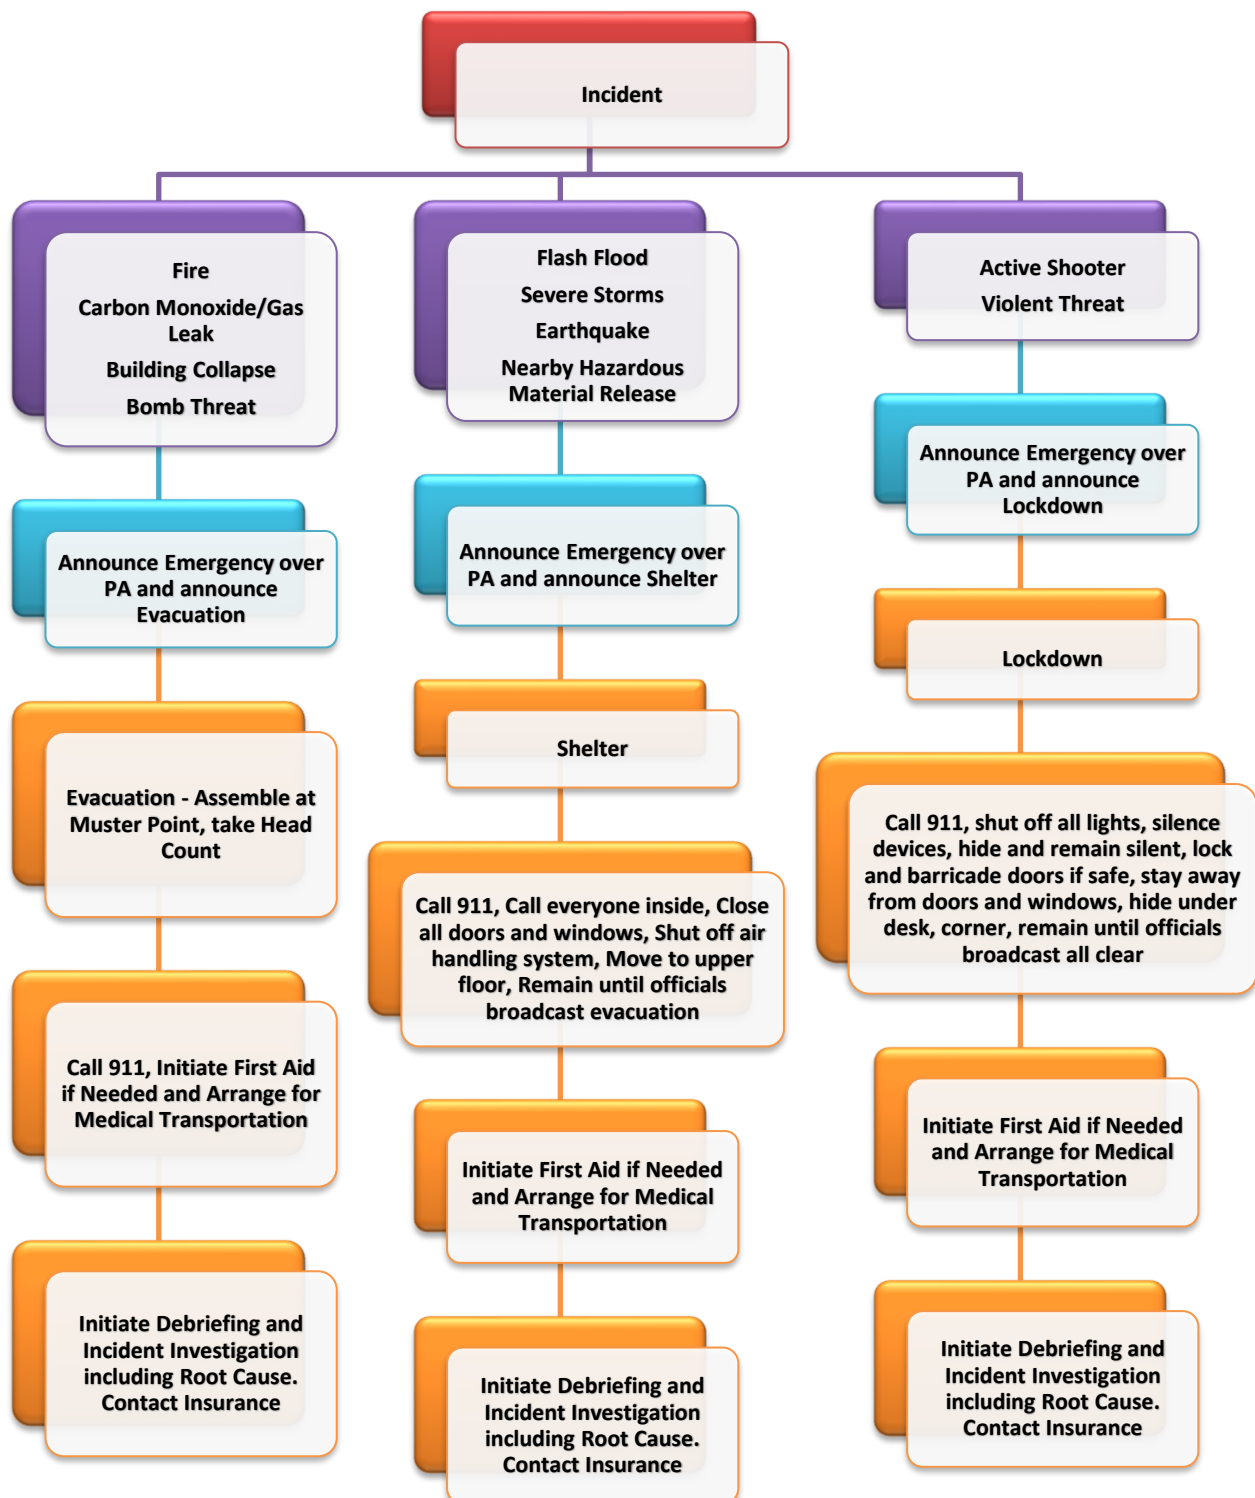 Incident
Fire
Carbon Monoxide/Gas
Leak
Building Collapse
Bomb Threat
Announce Emergency over
PA and announce
Evacuation
Evacuation - Assemble at
Muster Point, take Head
Count
Call 911, Initiate First Aid
if Needed and Arrange for
Medical Transportation
Initiate Debriefing and
Incident Investigation
including Root Cause.
Contact Insurance
Flash Flood
Severe Storms
Earthquake
Nearby Hazardous
Material Release
Announce Emergency over
PA and announce Shelter
Shelter
Call 911, Call everyone inside, Close
all doors and windows, Shut off air
handling system, Move to upper
floor, Remain until officials
broadcast evacuation
Initiate First Aid if Needed
and Arrange for Medical
Transportation
Initiate Debriefing and
Incident Investigation
including Root Cause.
Contact Insurance
Active Shooter
Violent Threat
Announce Emergency over
PA and announce
Lockdown
Lockdown
Call 911, shut off all lights, silence
devices, hide and remain silent, lock
and barricade doors if safe, stay away
from doors and windows, hide under
desk, corner, remain until officials
broadcast all clear
Initiate First Aid if Needed
and Arrange for Medical
Transportation
Initiate Debriefing and
Incident Investigation
including Root Cause.
Contact Insurance